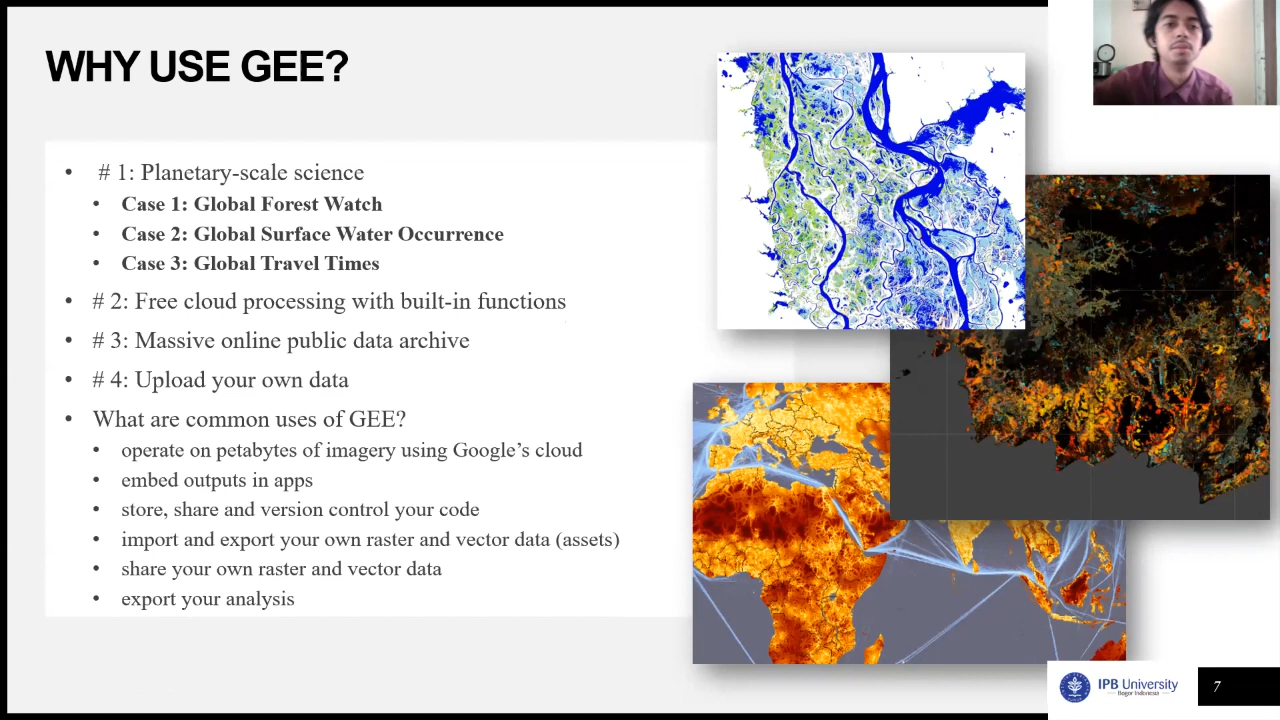 WHY USE GEE?
• # 1: Planetary-scale science
• Case 1: Global Forest Watch
• Case 2: Global Surface Water Occurrence
• Case 3: Global Travel Times
• # 2: Free cloud processing with built-in functions
• # 3: Massive online public data archive
• # 4: Upload your own data
• What are common uses of GEE?
• operate on petabytes of imagery using Google’s cloud
• embed outputs in apps
• store, share and version control your code
• import and export your own raster and vector data (assets)
• share your own raster and vector data
• export your analysis
IPB University
Bogor Indonesia
7